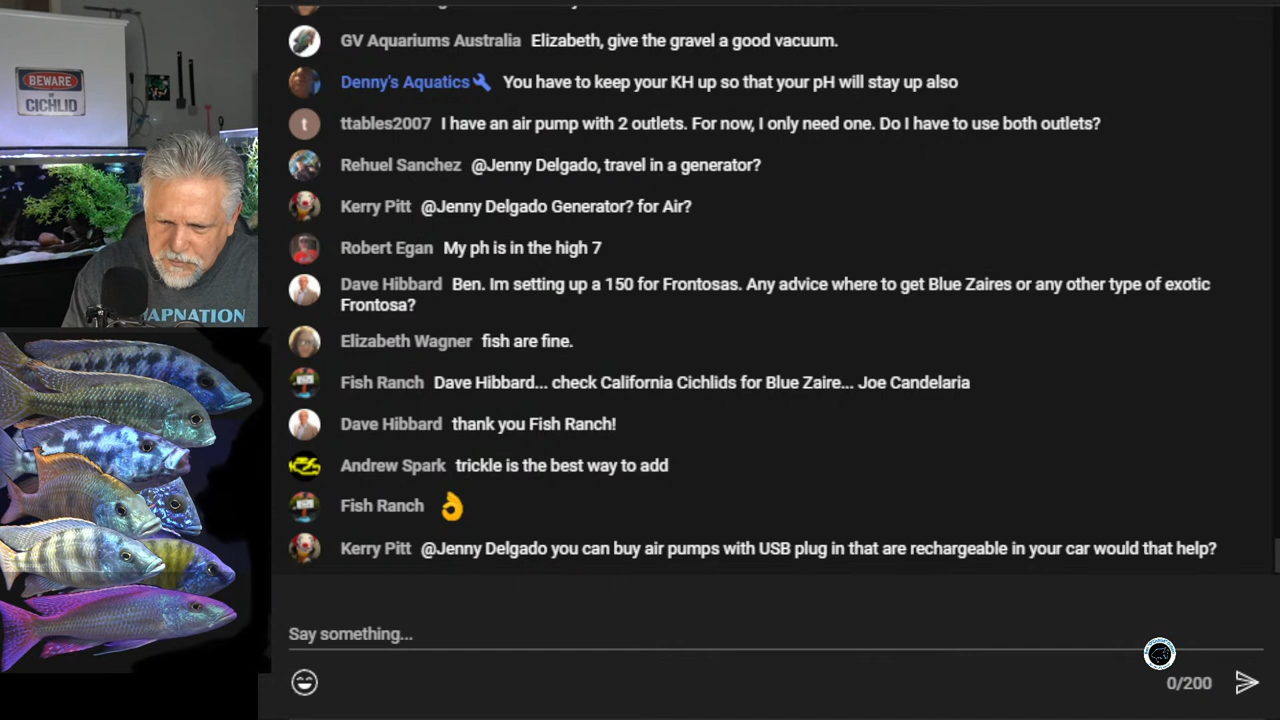 BEWARE
of
CICHLID
APNATION
GV Aquariums Australia Elizabeth, give the gravel a good vacuum.
Denny's Aquatics You have to keep your KH up so that your pH will stay up also
t ttables2007 I have an air pump with 2 outlets. For now, I only need one. Do I have to use both outlets?
Rehuel Sanchez @Jenny Delgado, travel in a generator?
Kerry Pitt @Jenny Delgado Generator? for Air?
Robert Egan My ph is in the high 7
Dave Hibbard Ben. Im setting up a 150 for Frontosas. Any advice where to get Blue Zaires or any other type of exotic
Frontosa?
Elizabeth Wagner fish are fine.
Fish Ranch Dave Hibbard... check California Cichlids for Blue Zaire... Joe Candelaria
Dave Hibbard thank you Fish Ranch!
Andrew Spark trickle is the best way to add
Fish Ranch 👌
Kerry Pitt @Jenny Delgado you can buy air pumps with USB plug in that are rechargeable in your car would that help?
Say something...
0/200